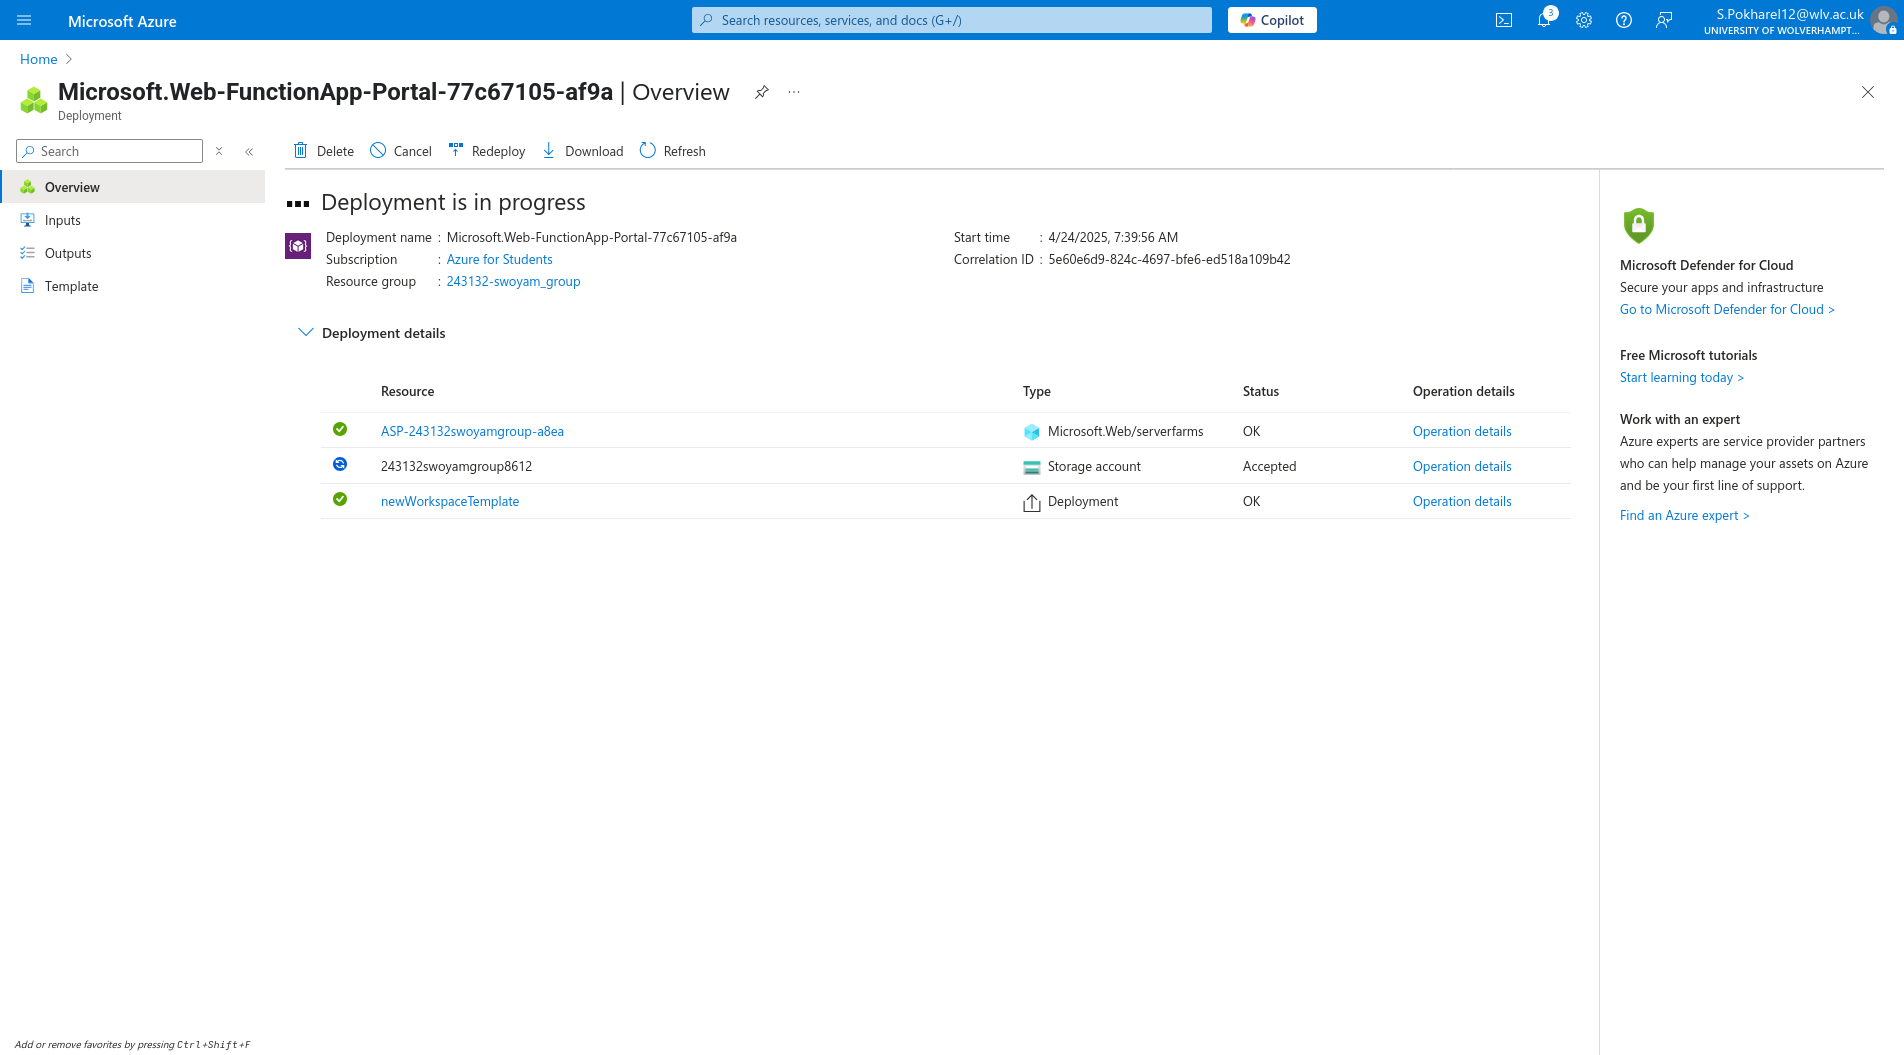 Microsoft Azure
Search resources, services, and docs (G+/)
Copilot
3
S.Pokharel12@wlv.ac.uk
UNIVERSITY OF WOLVERHAMPT...
Home
Microsoft.Web-FunctionApp-Portal-77c67105-af9a | Overview
Deployment
Search
Delete
Cancel
Redeploy
Download
Refresh
Overview
Inputs
Outputs
Template
Deployment is in progress
Deployment name : Microsoft.Web-FunctionApp-Portal-77c67105-af9a
Subscription : Azure for Students
Resource group : 243132-swoyam_group
Start time : 4/24/2025, 7:39:56 AM
Correlation ID : 5e60e6d9-824c-4697-bfe6-ed518a109b42
Deployment details
Resource Type Status Operation details
ASP-243132swoyamgroup-a8ea Microsoft.Web/serverfarms OK Operation details
243132swoyamgroup8612 Storage account Accepted Operation details
newWorkspaceTemplate Deployment OK Operation details
Microsoft Defender for Cloud
Secure your apps and infrastructure
Go to Microsoft Defender for Cloud >
Free Microsoft tutorials
Start learning today >
Work with an expert
Azure experts are service provider partners
who can help manage your assets on Azure
and be your first line of support.
Find an Azure expert >
Add or remove favorites by pressing Ctrl+Shift+F